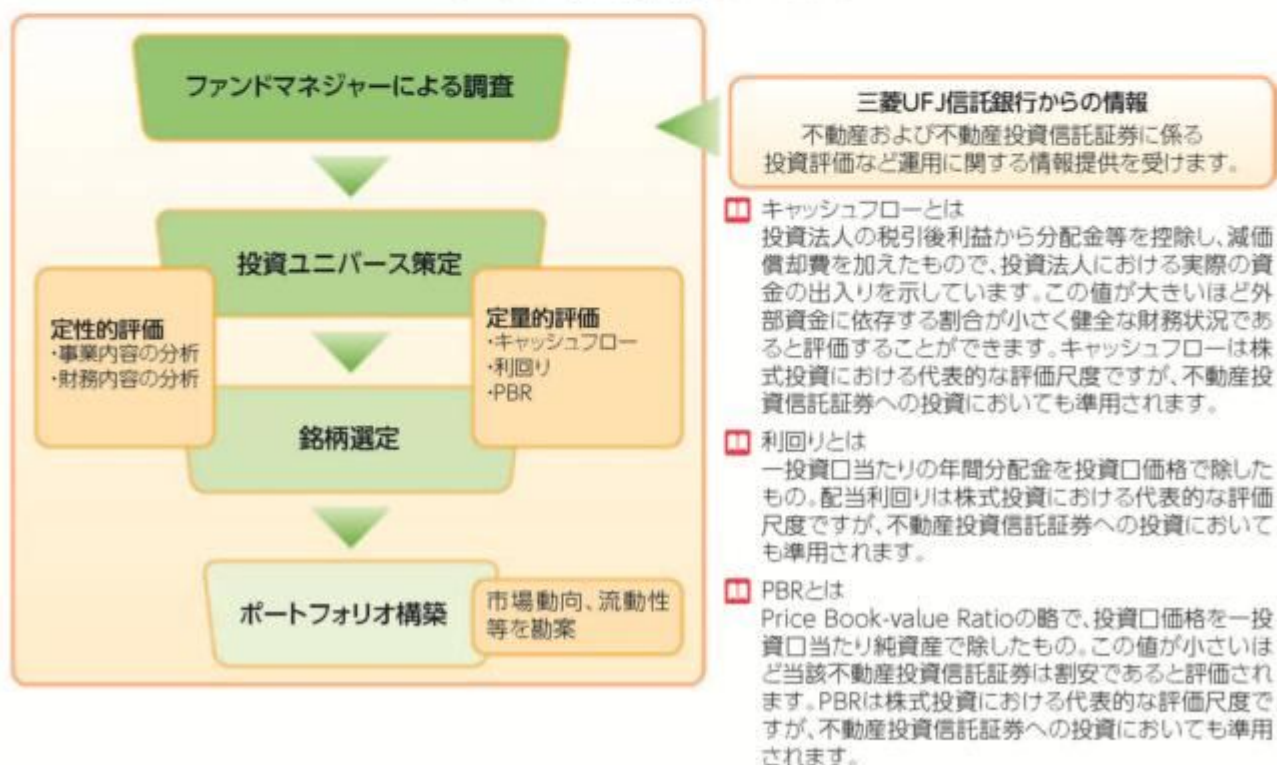 ファンドマネジャーによる調査
投資ユニバース策定
定性的評価
・事業内容の分析
・財務内容の分析
定量的評価
・キャッシュフロー
・利回り
・PBR
銘柄選定
ポートフォリオ構築
市場動向、流動性
等を勘案
三菱UFJ信託銀行からの情報
不動産および不動産投資信託証券に係る
投資評価など運用に関する情報提供を受けます。
キャッシュフローとは
投資法人の税引後利益から分配金等を控除し、減価
償却費を加えたもので、投資法人における実際の資
金の出入りを示しています。この値が大きいほど外
部資金に依存する割合が小さく健全な財務状況であ
ると評価することができます。キャッシュフローは株
式投資における代表的な評価尺度ですが、不動産投
資信託証券への投資においても準用されます。
利回りとは
一投資口当たりの年間分配金を投資口価格で除した
もの。配当利回りは株式投資における代表的な評価
尺度ですが、不動産投資信託証券への投資において
も準用されます。
PBRとは
Price Book-value Ratioの略で、投資口価格を一投
資口当たり純資産で除したもの。この値が小さいほ
ど当該不動産投資信託証券は割安であると評価され
ます。PBRは株式投資における代表的な評価尺度で
すが、不動産投資信託証券への投資においても準用
されます。